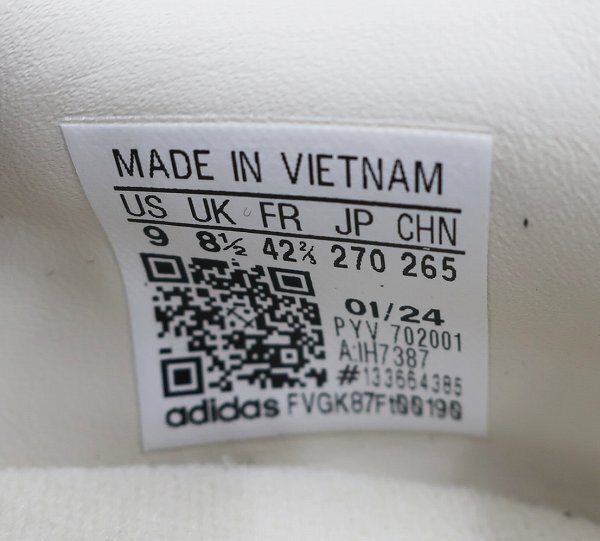 MADE IN VIETNAM
US UK FR JP CHN
9 8½ 42⅔ 270 265
01/24
PYV 702001
A:IH7387
#133664385
adidas FVGK87Ft00190